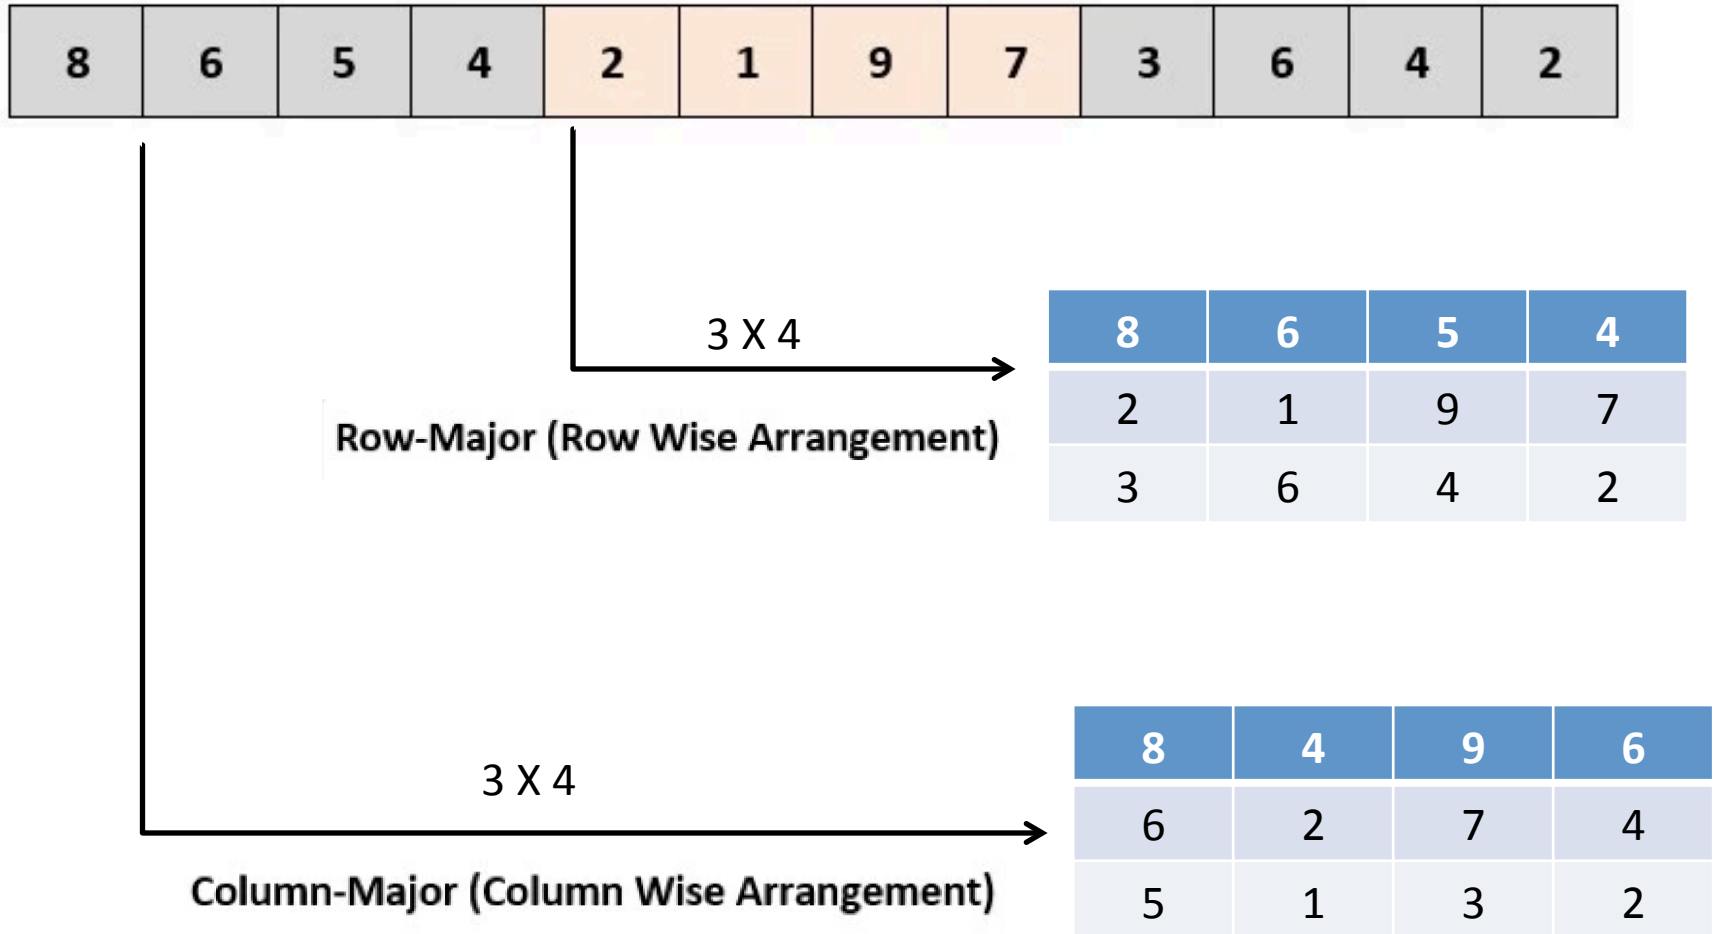 8 6 5 4 2 1 9 7 3 6 4 2
3 X 4
Row-Major (Row Wise Arrangement)
8 6 5 4
2 1 9 7
3 6 4 2
3 X 4
Column-Major (Column Wise Arrangement)
8 4 9 6
6 2 7 4
5 1 3 2